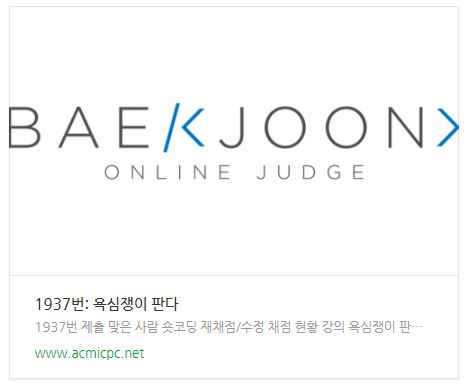 BAEKJOON>
ONLINE JUDGE
1937번: 욕심쟁이 판다
1937번 제출 맞은 사람 숏코딩 재채점/수정 채점 현황 강의 욕심쟁이 판…
www.acmicpc.net